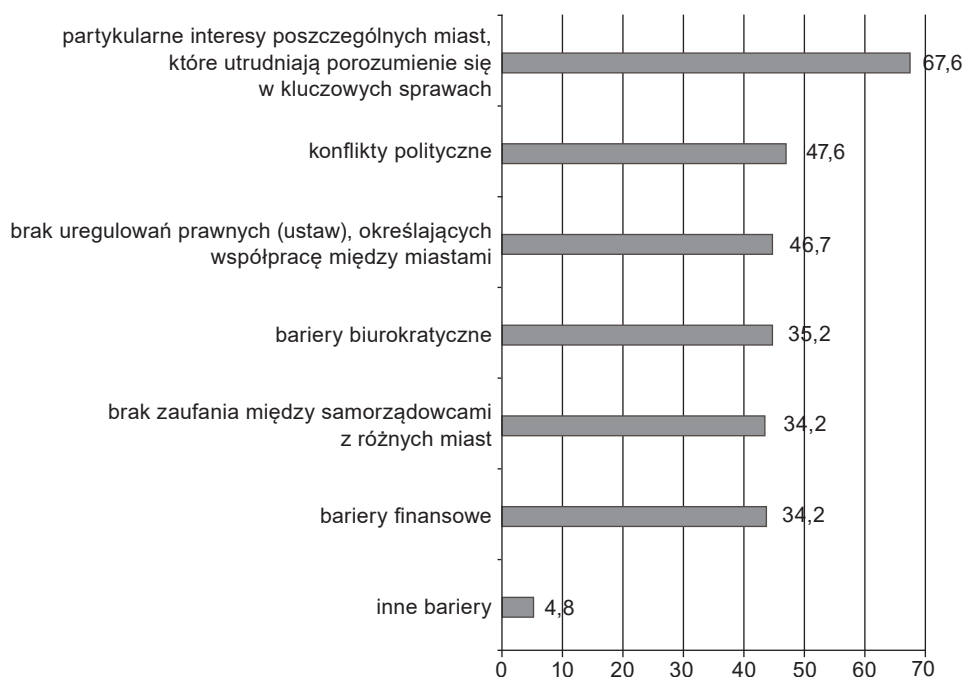 partykularne interesy poszczególnych miast,
które utrudniają porozumienie się
w kluczowych sprawach
67,6
konflikty polityczne
47,6
brak uregulowań prawnych (ustaw), określających
współpracę między miastami
46,7
bariery biurokratyczne
35,2
brak zaufania między samorządowcami
z różnych miast
34,2
bariery finansowe
34,2
inne bariery
4,8
0 10 20 30 40 50 60 70